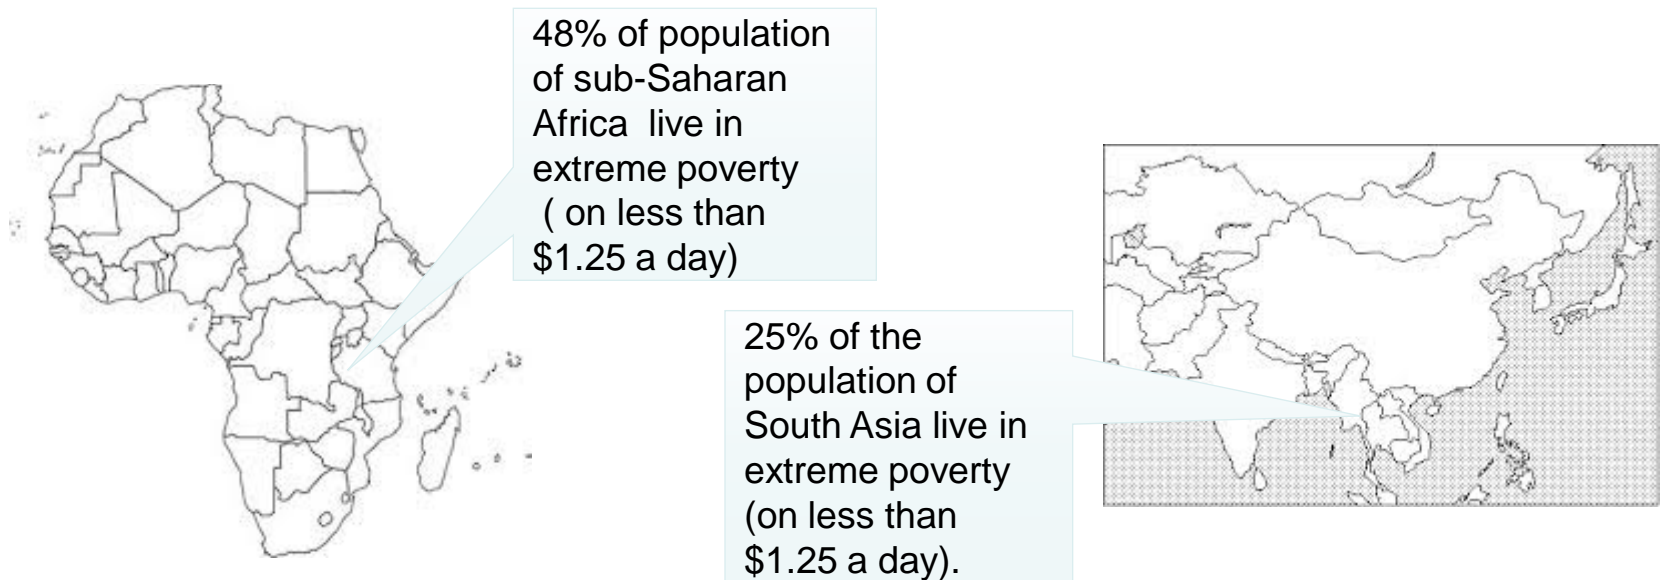 48% of population
of sub-Saharan
Africa live in
extreme poverty
( on less than
$1.25 a day)
25% of the
population of
South Asia live in
extreme poverty
(on less than
$1.25 a day).